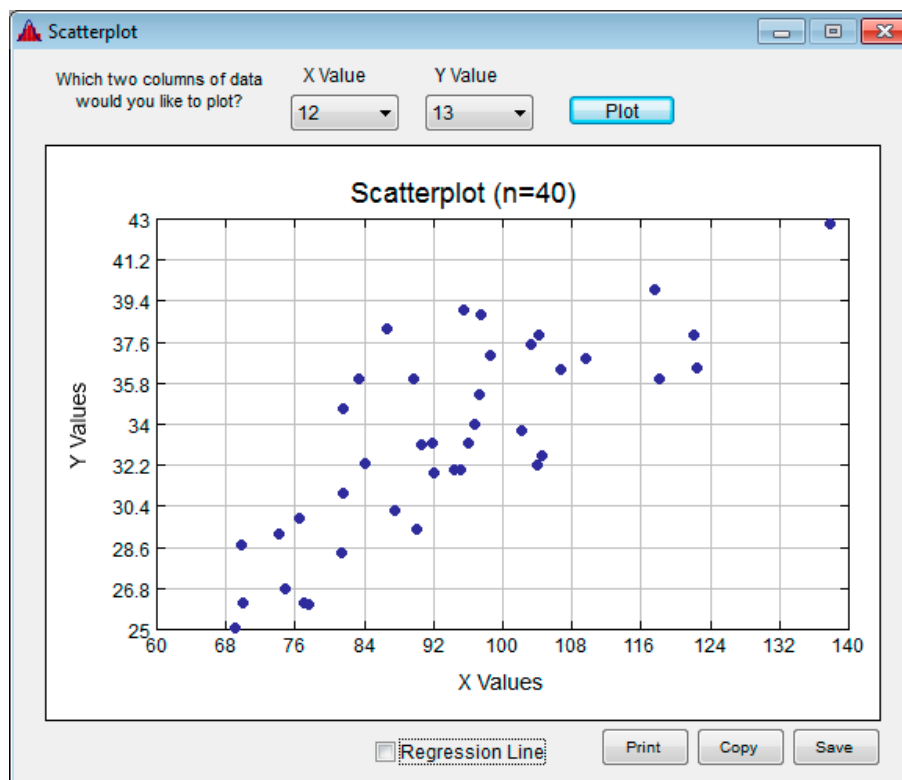 Scatterplot
Which two columns of data
would you like to plot?
X Value
Y Value
12
13
Plot
Scatterplot (n=40)
43
41.2
39.4
37.6
35.8
34
32.2
30.4
28.6
26.8
25
Y Values
60 68 76 84 92 100 108 116 124 132 140
X Values
Regression Line
Print
Copy
Save